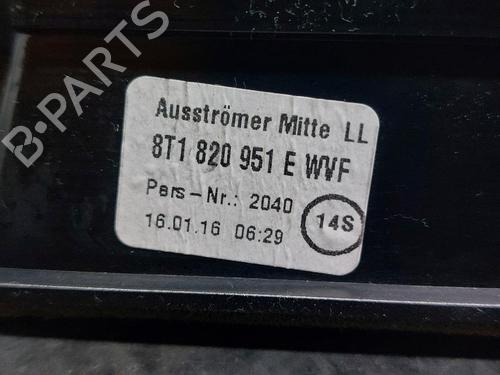 B-PARTS
Ausströmer Mitte LL
8T1 820 951 E WVF
Pers-Nr.: 2040
16.01.16 06:29
14S